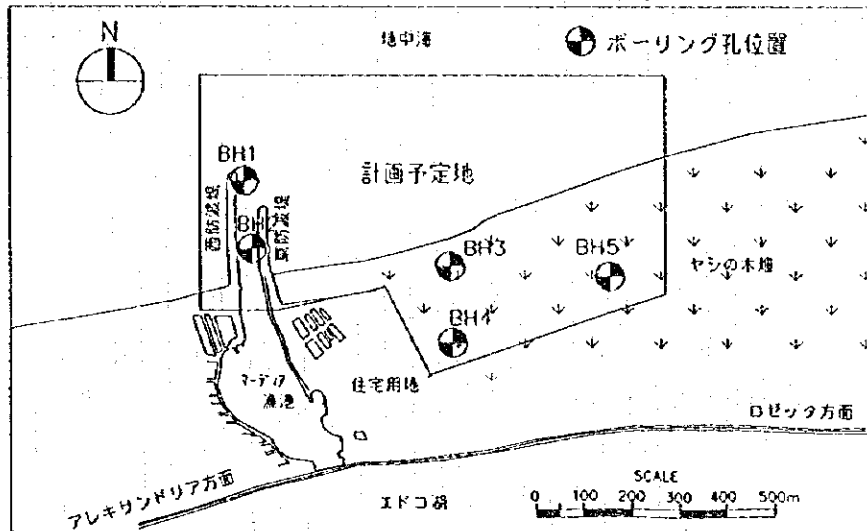 N
地中海
ボーリング孔位置
BH1
計画予定地
西防波堤
東防波堤
BH3
BH5
ヤシの木畑
BH4
マーディア
漁港
住宅用地
ロゼッタ方面
アレキサンドリア方面
エドコ湖
SCALE
0 100 200 300 400 500m